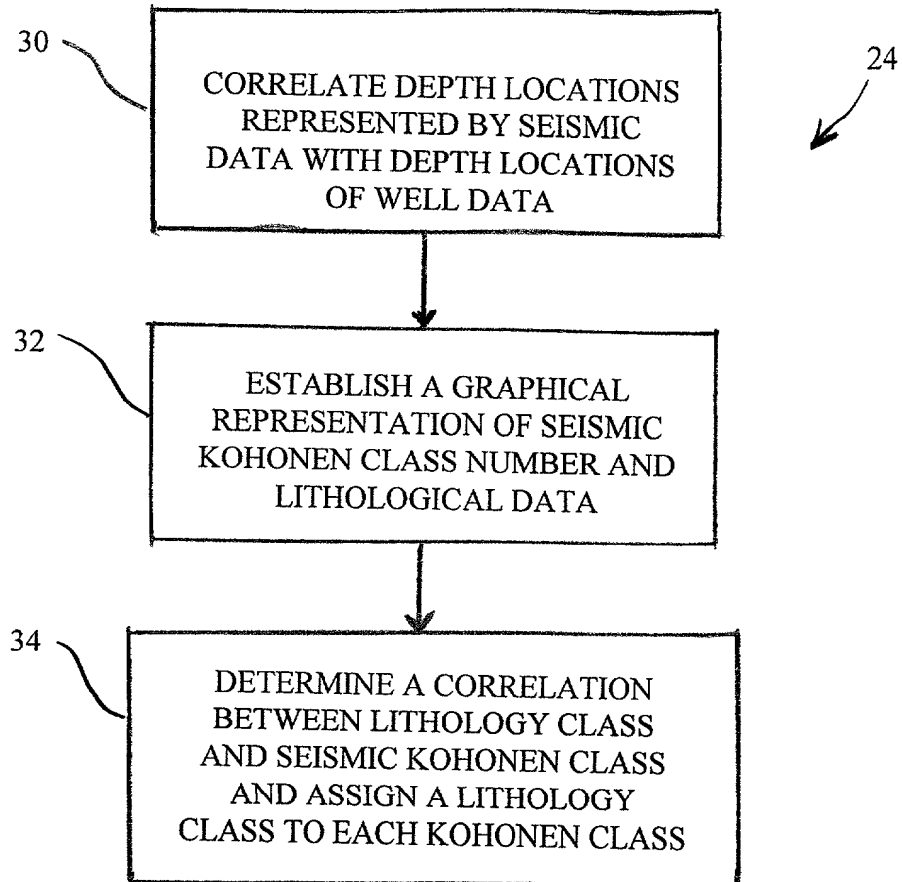 30
24
CORRELATE DEPTH LOCATIONS
REPRESENTED BY SEISMIC
DATA WITH DEPTH LOCATIONS
OF WELL DATA
32
ESTABLISH A GRAPHICAL
REPRESENTATION OF SEISMIC
KOHONEN CLASS NUMBER AND
LITHOLOGICAL DATA
34
DETERMINE A CORRELATION
BETWEEN LITHOLOGY CLASS
AND SEISMIC KOHONEN CLASS
AND ASSIGN A LITHOLOGY
CLASS TO EACH KOHONEN CLASS